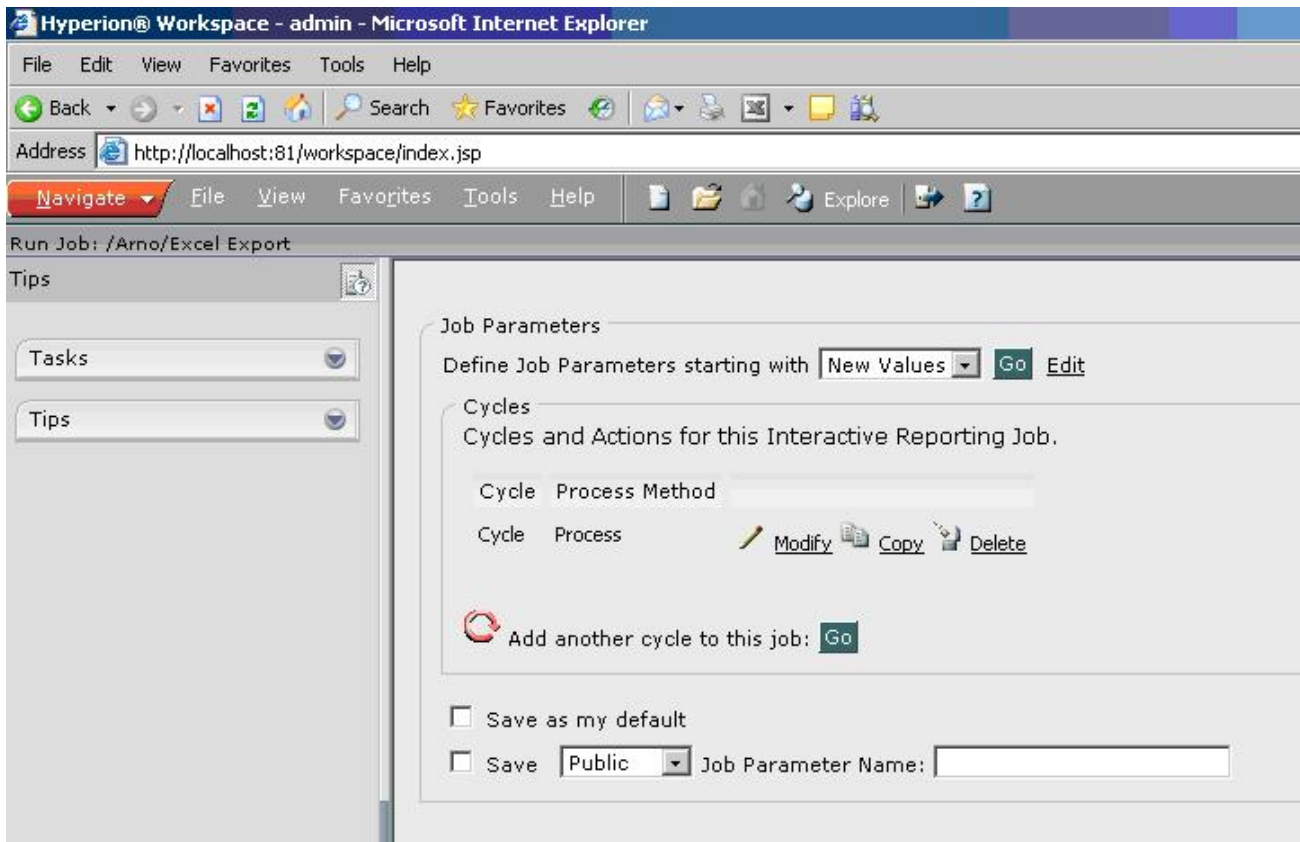 Hyperion® Workspace - admin - Microsoft Internet Explorer
File Edit View Favorites Tools Help
Back Search Favorites
Address http://localhost:81/workspace/index.jsp
Navigate File View Favorites Tools Help Explore
Run Job: /Arno/Excel Export
Tips
Tasks
Tips
Job Parameters
Define Job Parameters starting with New Values Go Edit
Cycles
Cycles and Actions for this Interactive Reporting Job.
Cycle Process Method
Cycle Process Modify Copy Delete
Add another cycle to this job: Go
Save as my default
Save Public Job Parameter Name: